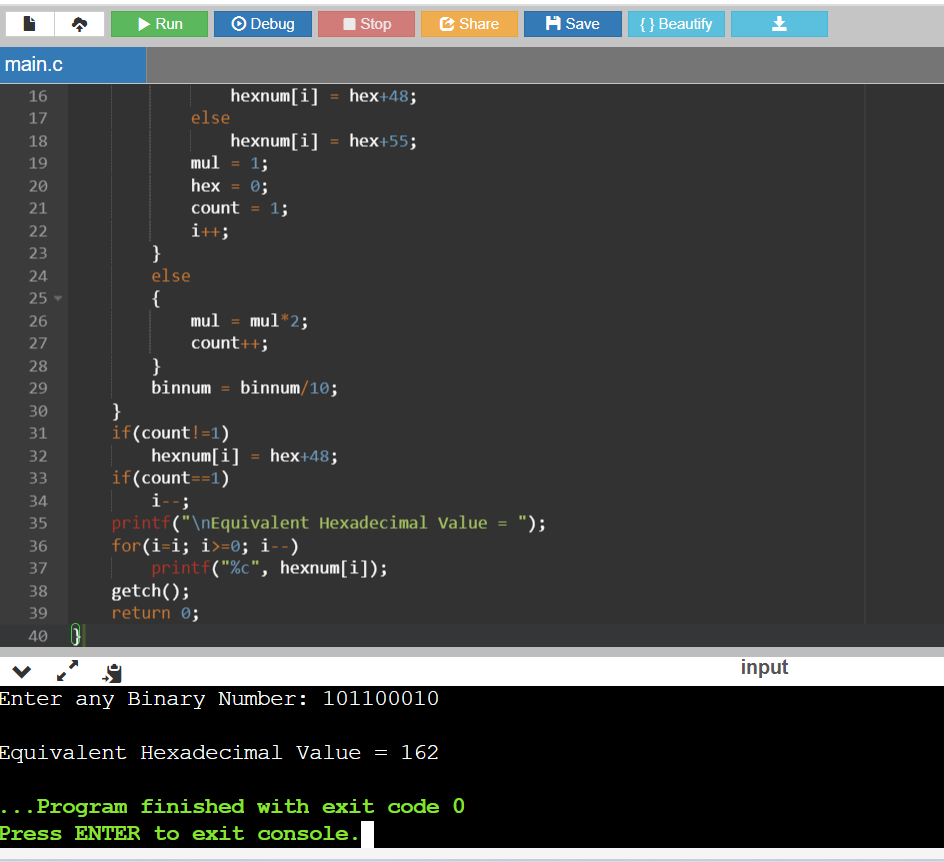 Run Debug Stop Share Save { } Beautify
main.c
16 hexnum[i] = hex+48;
17 else
18 hexnum[i] = hex+55;
19 mul = 1;
20 hex = 0;
21 count = 1;
22 i++;
23 }
24 else
25 {
26 mul = mul*2;
27 count++;
28 }
29 binnum = binnum/10;
30 }
31 if(count!=1)
32 hexnum[i] = hex+48;
33 if(count==1)
34 i--;
35 printf("\nEquivalent Hexadecimal Value = ");
36 for(i=i; i>=0; i--)
37 printf("%c", hexnum[i]);
38 getch();
39 return 0;
40 }
input
Enter any Binary Number: 101100010
Equivalent Hexadecimal Value = 162
...Program finished with exit code 0
Press ENTER to exit console.